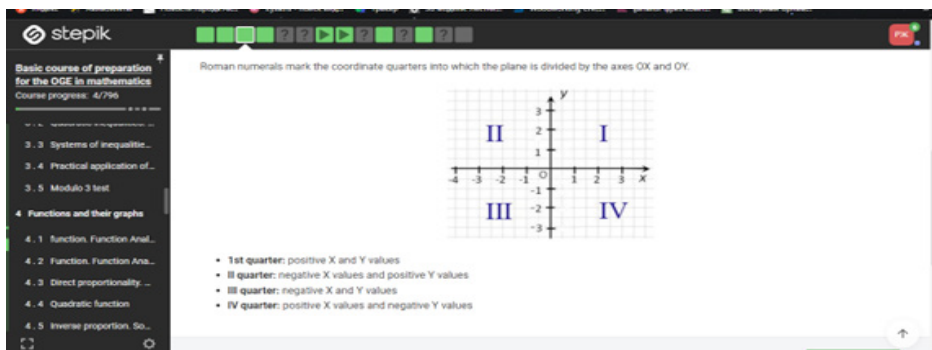 stepik
Basic course of preparation
for the OGE in mathematics
Course progress: 4/796
3.3 Systems of inequalitie...
3.4 Practical application of...
3.5 Modulo 3 test
4 Functions and their graphs
4.1 function. Function Anal...
4.2 Function. Function Ana...
4.3 Direct proportionality. ...
4.4 Quadratic function
4.5 Inverse proportion. So...
? ? ? ? ?
Roman numerals mark the coordinate quarters into which the plane is divided by the axes OX and OY.
y
3
II 2 I
1
-4 -3 -2 -1 O 1 2 3 x
-1
III -2 IV
-3
• 1st quarter: positive X and Y values
• II quarter: negative X values and positive Y values
• III quarter: negative X and Y values
• IV quarter: positive X values and negative Y values